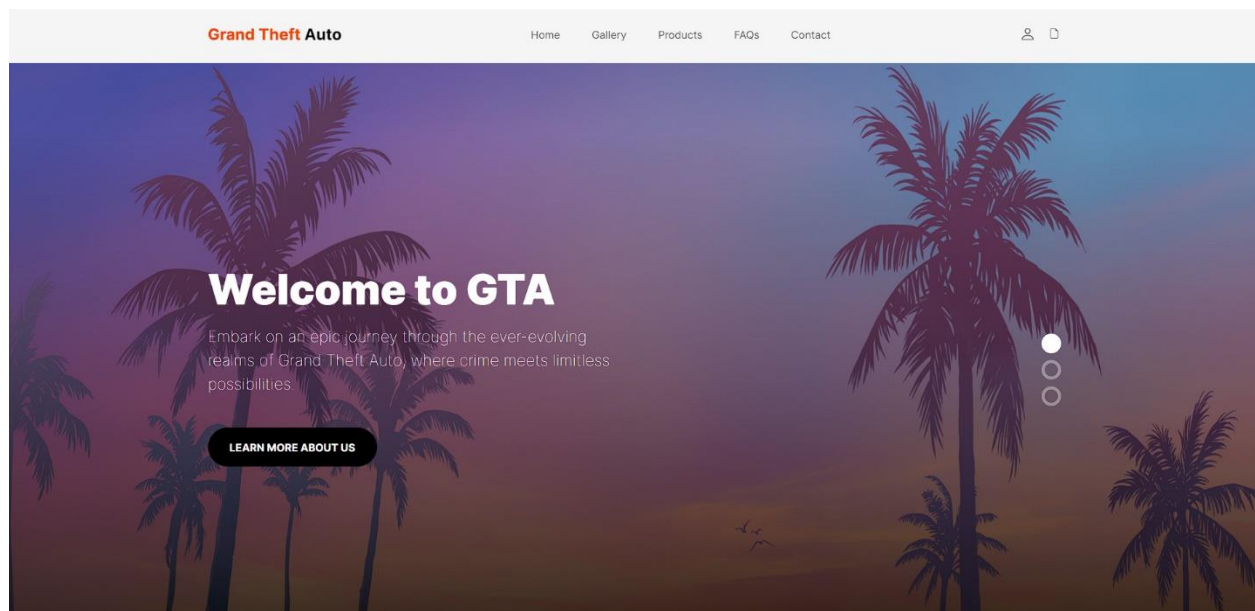 Grand Theft Auto
Home Gallery Products FAQs Contact
Welcome to GTA
Embark on an epic journey through the ever-evolving
realms of Grand Theft Auto, where crime meets limitless
possibilities.
LEARN MORE ABOUT US